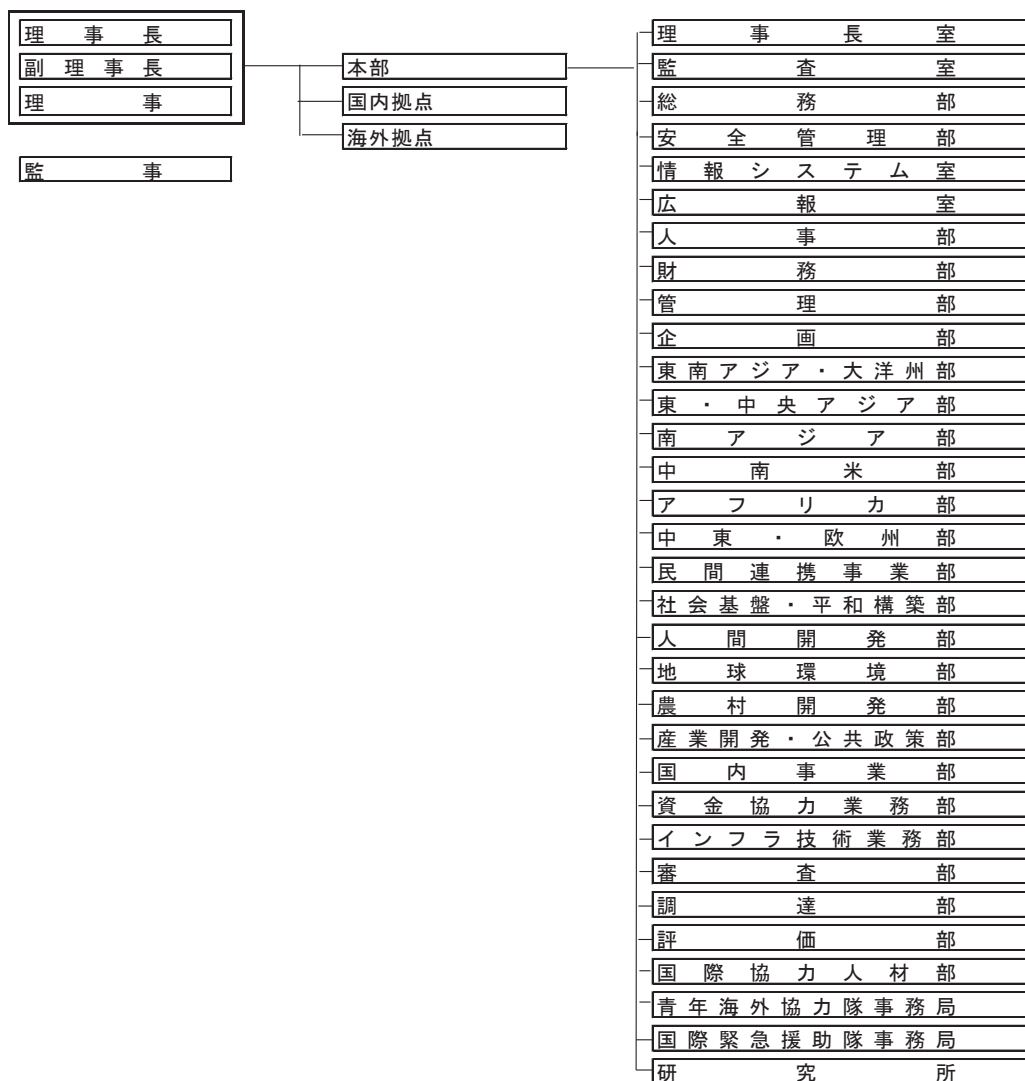 理事長
副理事長
理事
監事
本部
国内拠点
海外拠点
理事長室
監査室
総務部
安全管理部
情報システム室
広報室
人事部
財務部
管理部
企画部
東南アジア・大洋州部
東・中央アジア部
南アジア部
中南米部
アフリカ部
中東・欧州部
民間連携事業部
社会基盤・平和構築部
人間開発部
地球環境部
農村開発部
産業開発・公共政策部
国内事業部
資金協力業務部
インフラ技術業務部
審査部
調達部
評価部
国際協力人材部
青年海外協力隊事務局
国際緊急援助隊事務局
研究所